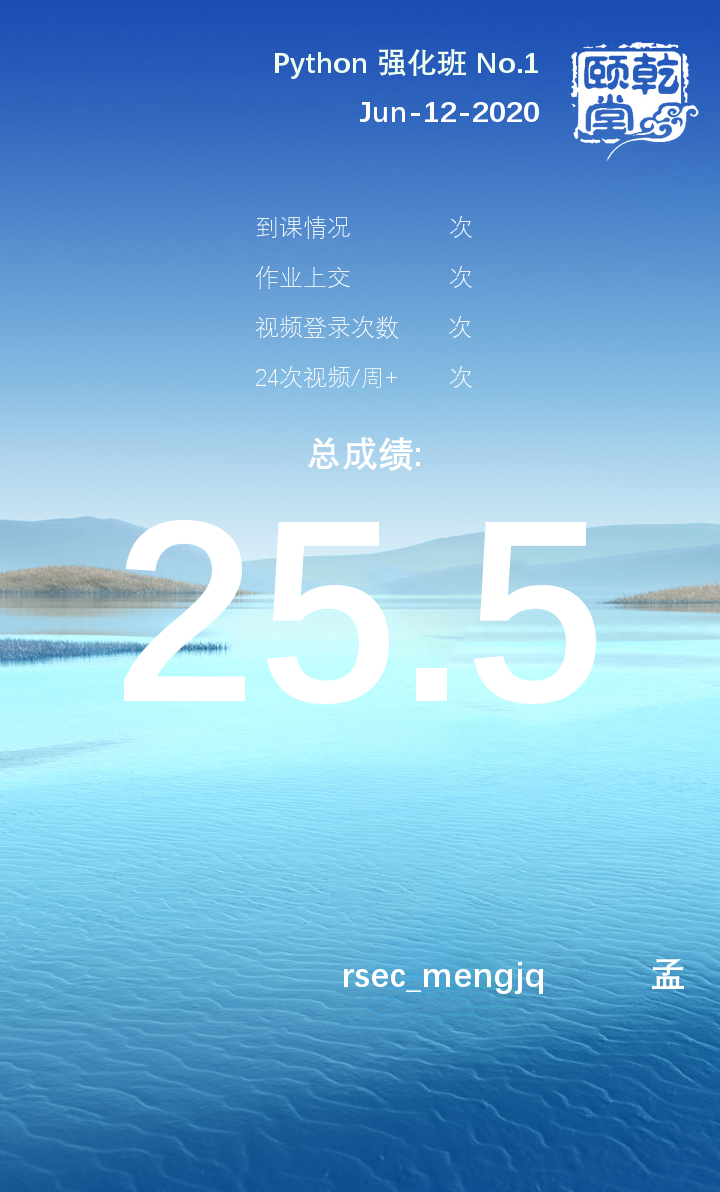 Python 强化班 No.1
Jun-12-2020
颐乾堂
到课情况 次
作业上交 次
视频登录次数 次
24次视频/周+ 次
总成绩:
25.5
rsec_mengjq 孟